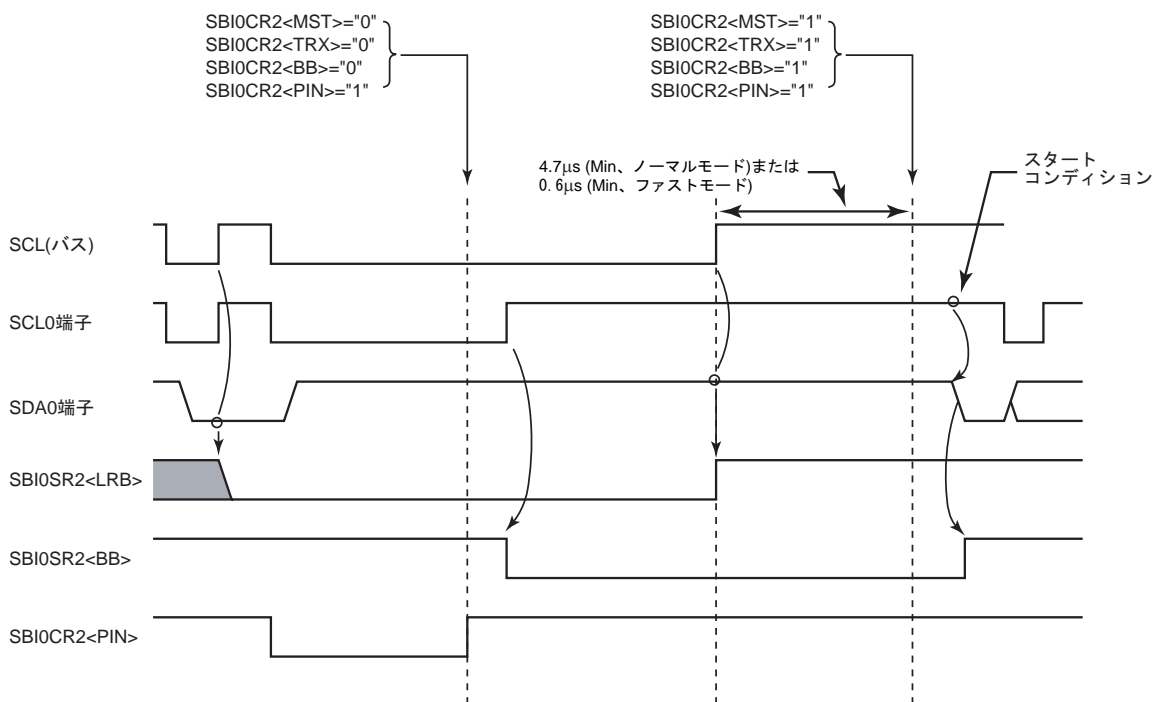 SBI0CR2<MST>="0"
SBI0CR2<TRX>="0"
SBI0CR2<BB>="0"
SBI0CR2<PIN>="1"
SBI0CR2<MST>="1"
SBI0CR2<TRX>="1"
SBI0CR2<BB>="1"
SBI0CR2<PIN>="1"
4.7μs (Min、ノーマルモード)または
0.6μs (Min、ファストモード)
スタート
コンディション
SCL(バス)
SCL0端子
SDA0端子
SBI0SR2<LRB>
SBI0SR2<BB>
SBI0CR2<PIN>